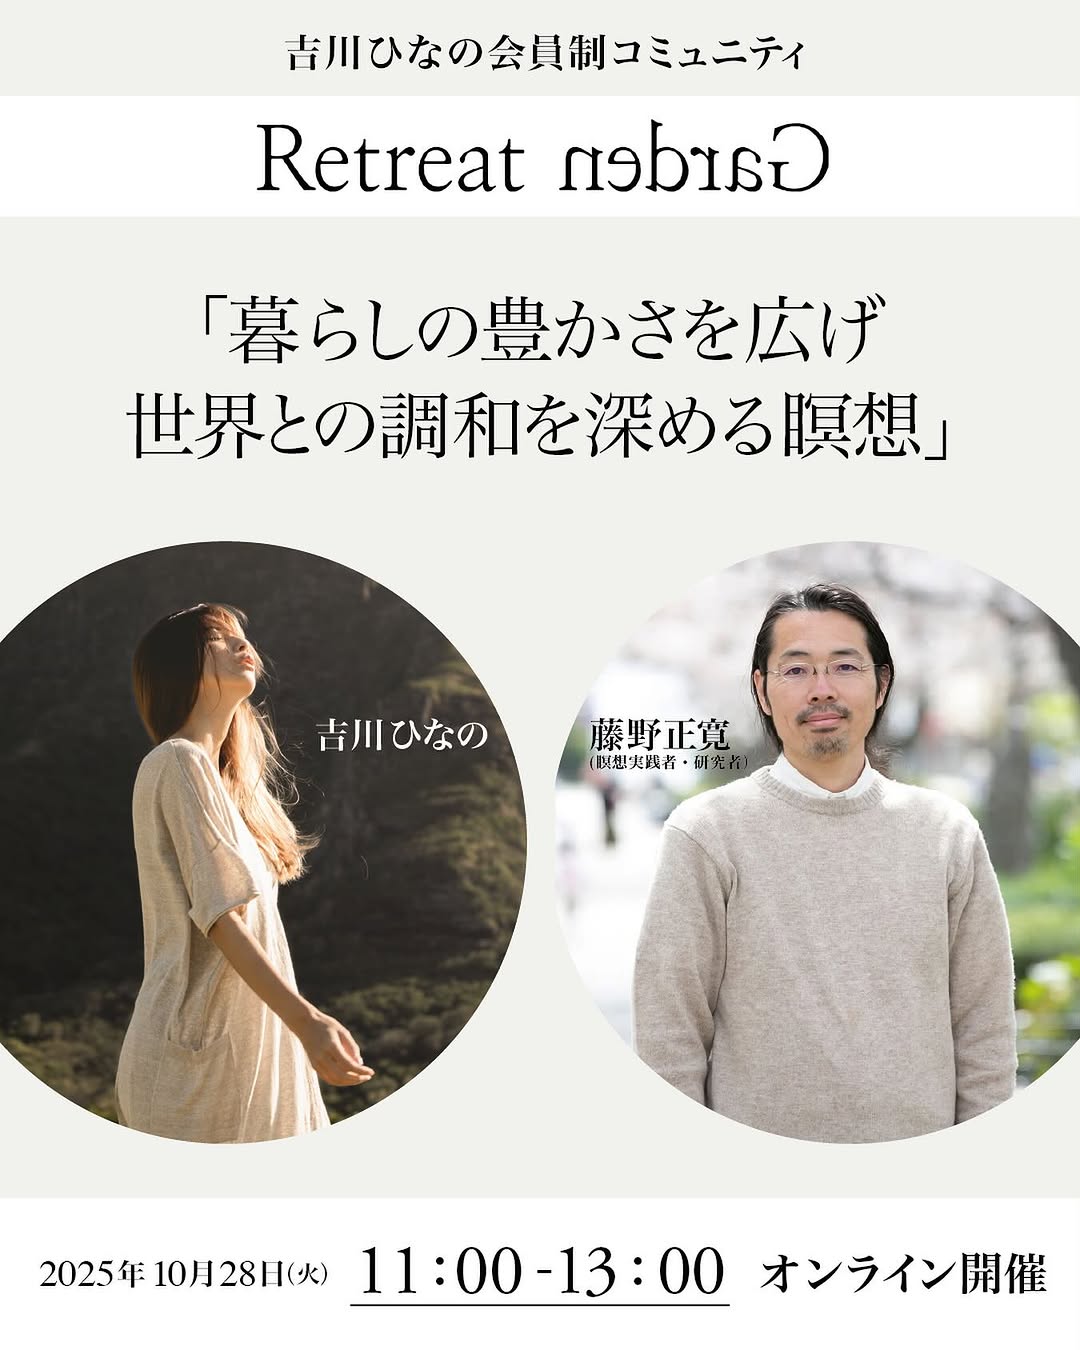 吉川ひなの会員制コミュニティ
Retreat Garden
「暮らしの豊かさを広げ
世界との調和を深める瞑想」
吉川ひなの
藤野正寛
(瞑想実践者・研究者)
2025年10月28日(火) 11:00-13:00 オンライン開催